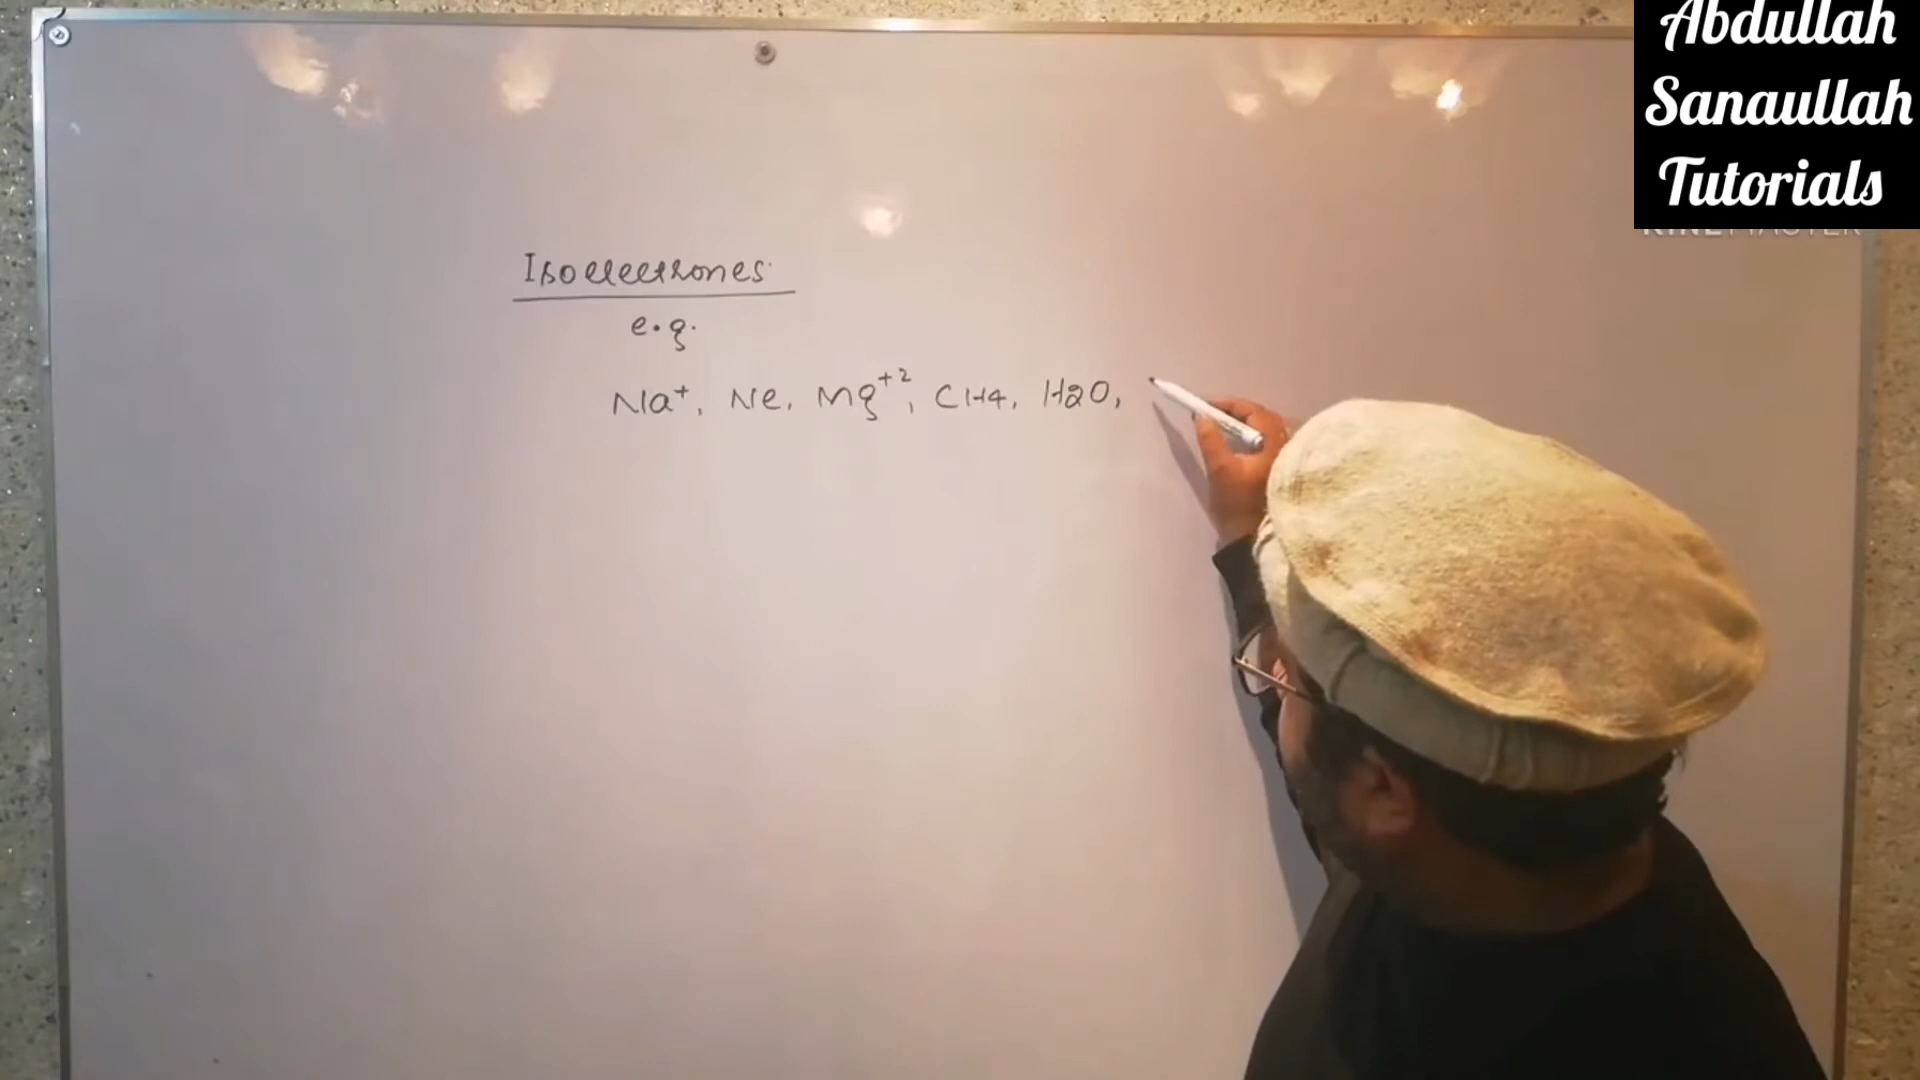 Abdullah
Sanaullah
Tutorials
Isoelectrones
e.g.
Na⁺, Ne, Mg⁺², CH4, H2O,